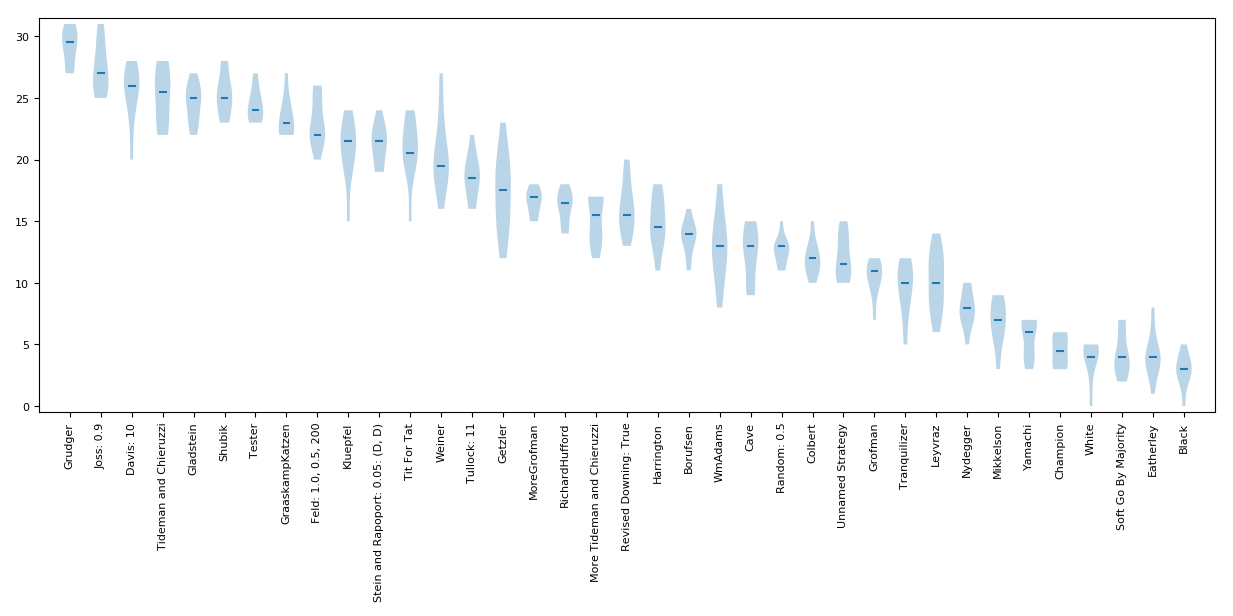 30
25
20
15
10
5
0
Grudger
Joss: 0.9
Davis: 10
Tideman and Chieruzzi
Gladstein
Shubik
Tester
GraaskampKatzen
Feld: 1.0, 0.5, 200
Kluepfel
Stein and Rapoport: 0.05: (D, D)
Tit For Tat
Weiner
Tullock: 11
Getzler
MoreGrofman
RichardHufford
More Tideman and Chieruzzi
Revised Downing: True
Harrington
Borufsen
WmAdams
Cave
Random: 0.5
Colbert
Unnamed Strategy
Grofman
Tranquilizer
Leyvraz
Nydegger
Mikkelson
Yamachi
Champion
White
Soft Go By Majority
Eatherley
Black